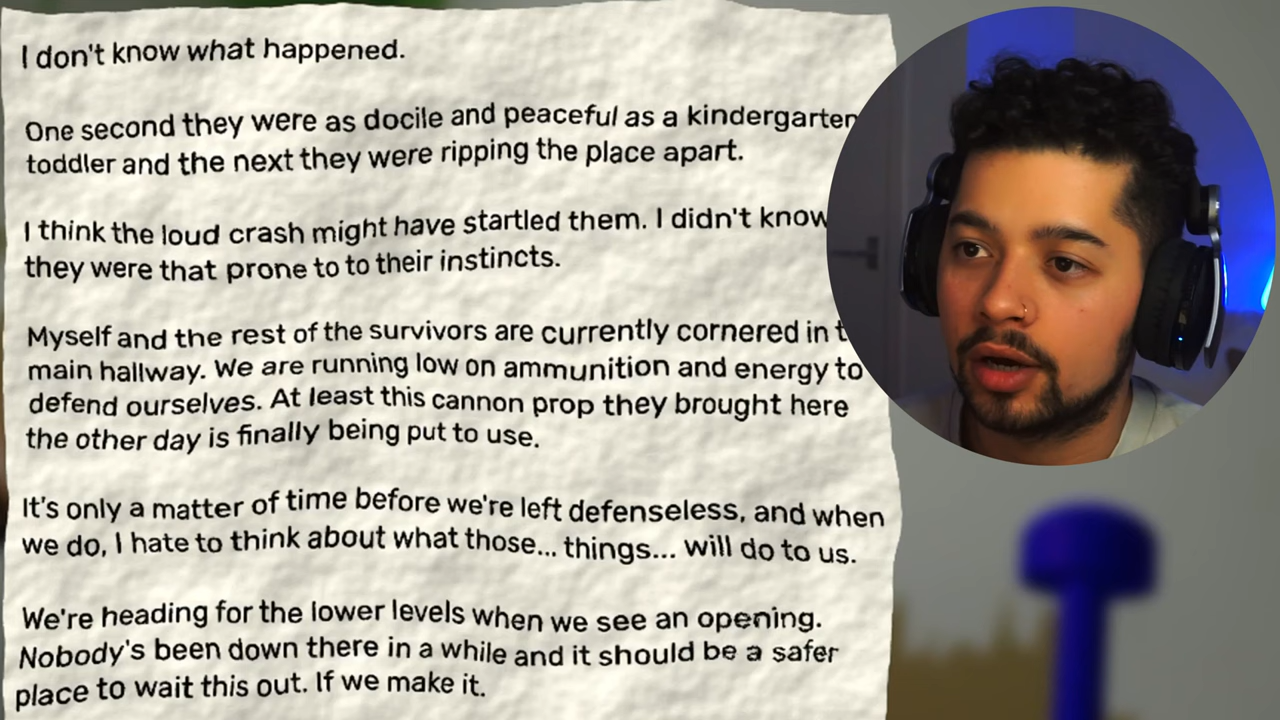 I don't know what happened.
One second they were as docile and peaceful as a kindergarten
toddler and the next they were ripping the place apart.
I think the loud crash might have startled them. I didn't know
they were that prone to to their instincts.
Myself and the rest of the survivors are currently cornered in
main hallway. We are running low on ammunition and energy to
defend ourselves. At least this cannon prop they brought here
the other day is finally being put to use.
It's only a matter of time before we're left defenseless, and when
we do, I hate to think about what those... things... will do to us.
We're heading for the lower levels when we see an opening.
Nobody's been down there in a while and it should be a safer
place to wait this out. If we make it.